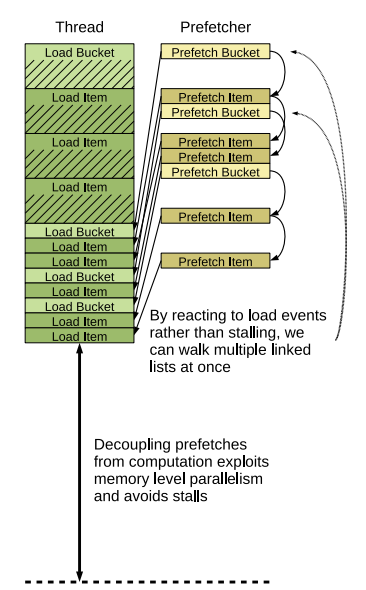 Thread
Prefetcher
Load Bucket
Load Item
Load Item
Load Item
Load Bucket
Load Item
Load Item
Load Bucket
Load Item
Load Bucket
Load Item
Load Item
Prefetch Bucket
Prefetch Item
Prefetch Bucket
Prefetch Item
Prefetch Item
Prefetch Bucket
Prefetch Item
Prefetch Item
By reacting to load events
rather than stalling, we
can walk multiple linked
lists at once
Decoupling prefetches
from computation exploits
memory level parallelism
and avoids stalls